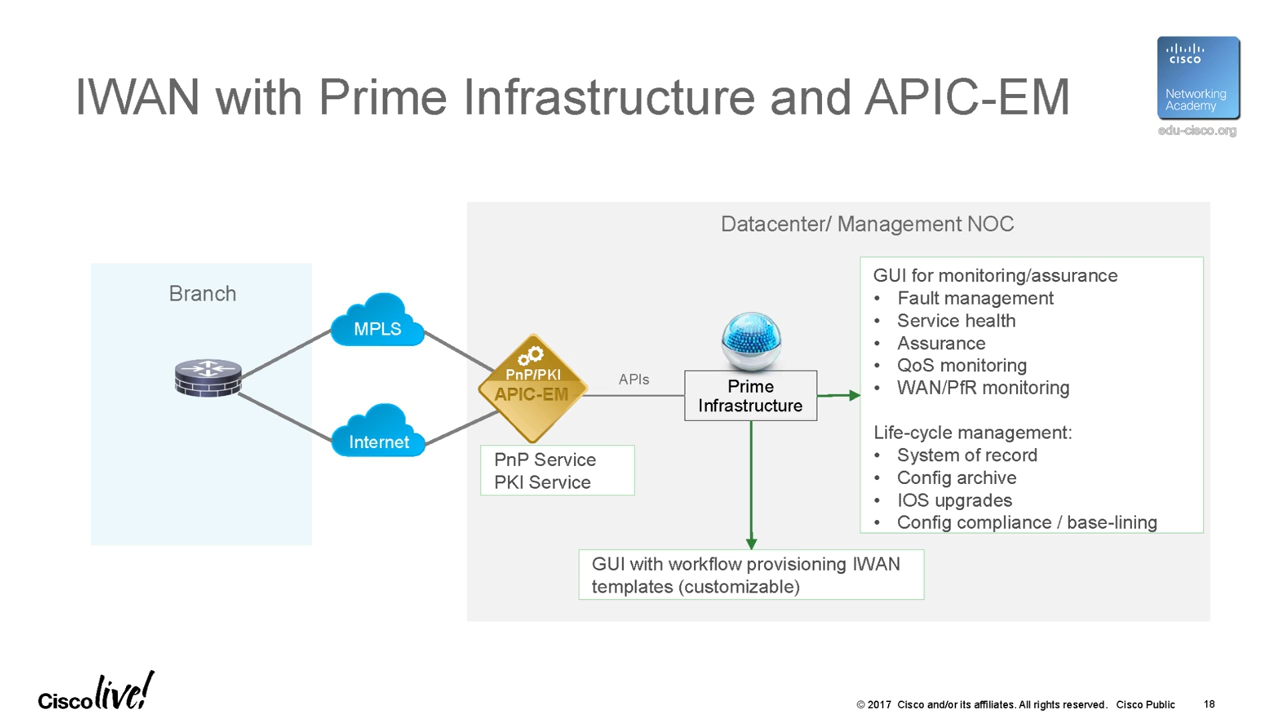 IWAN with Prime Infrastructure and APIC-EM
CISCO
Networking
Academy
edu-cisco.org
Datacenter/ Management NOC
Branch
MPLS
Internet
PnP/PKI
APIC-EM
APIs
Prime
Infrastructure
PnP Service
PKI Service
GUI for monitoring/assurance
• Fault management
• Service health
• Assurance
• QoS monitoring
• WAN/PfR monitoring
Life-cycle management:
• System of record
• Config archive
• IOS upgrades
• Config compliance / base-lining
GUI with workflow provisioning IWAN
templates (customizable)
Cisco live!
© 2017 Cisco and/or its affiliates. All rights reserved. Cisco Public 18